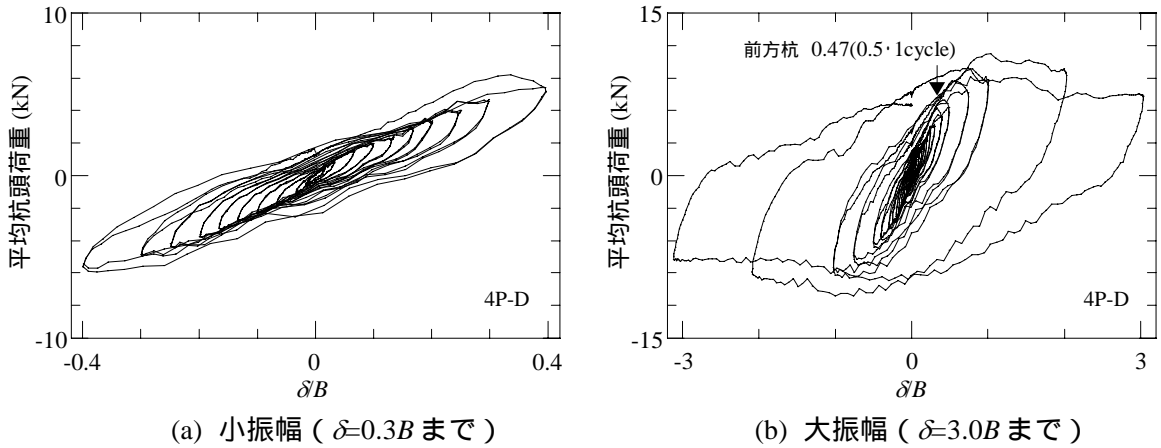 10
0
-10
平均杭頭荷重 (kN)
-0.4
0
0.4
δ/B
4P-D
(a) 小振幅 ( δ=0.3B まで )
15
0
-15
平均杭頭荷重 (kN)
前方杭 0.47(0.5·1cycle)
-3
0
3
δ/B
4P-D
(b) 大振幅 ( δ=3.0B まで )